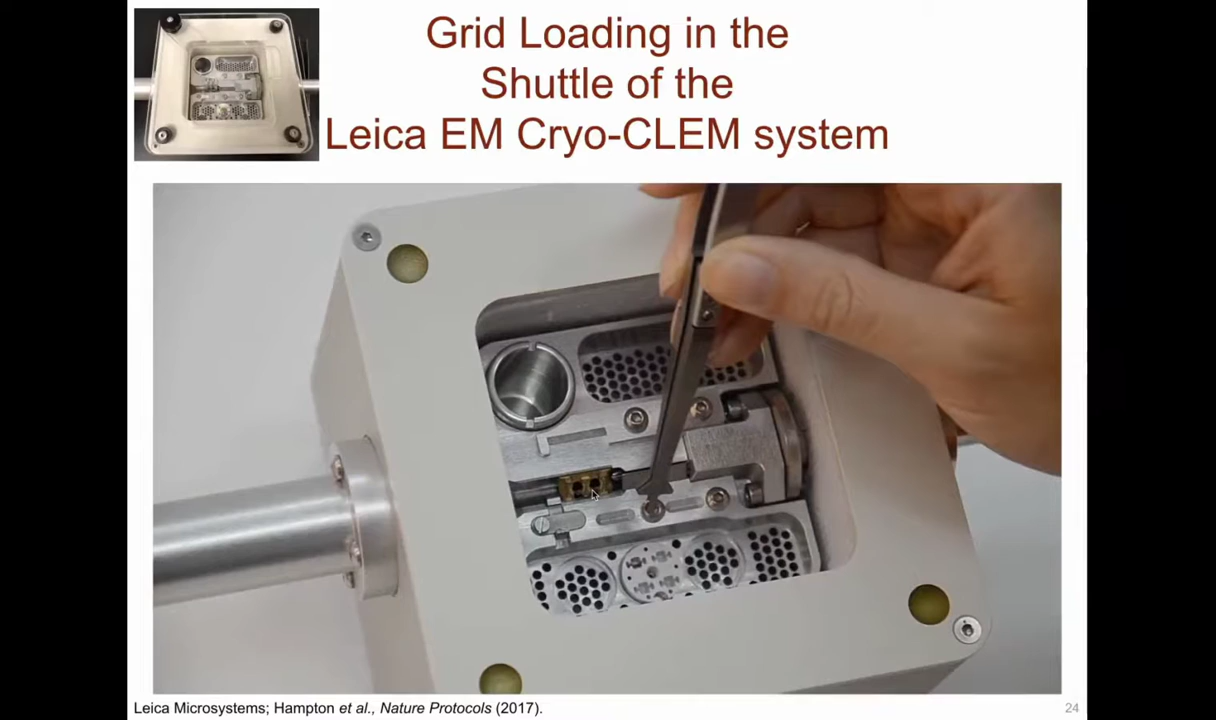 Grid Loading in the
Shuttle of the
Leica EM Cryo-CLEM system
Leica Microsystems; Hampton et al., Nature Protocols (2017).
24